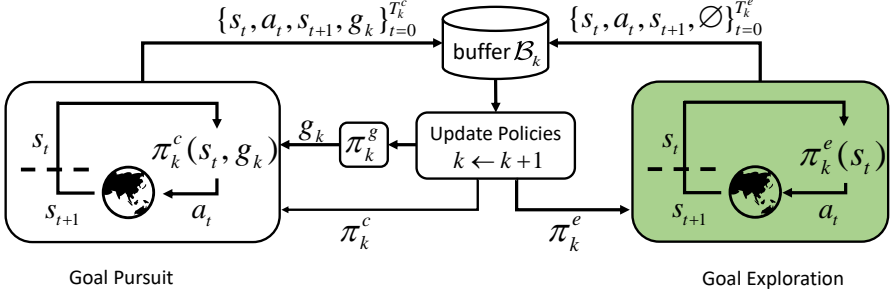 {s_t, a_t, s_{t+1}, g_k}_{t=0}^{T_k^c}
buffer 𝓑_k
{s_t, a_t, s_{t+1}, ∅}_{t=0}^{T_k^e}
s_t
π_k^c(s_t, g_k)
s_{t+1}
a_t
g_k
π_k^g
Update Policies
k ← k+1
π_k^c
π_k^e
s_t
π_k^e(s_t)
s_{t+1}
a_t
Goal Pursuit
Goal Exploration